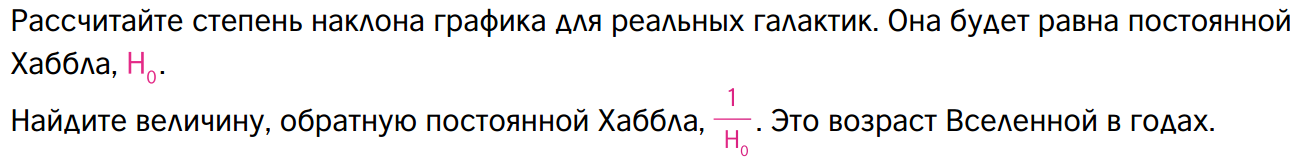 Рассчитайте степень наклона графика для реальных галактик. Она будет равна постоянной
Хаббла, H₀.
Найдите величину, обратную постоянной Хаббла, 1/H₀. Это возраст Вселенной в годах.